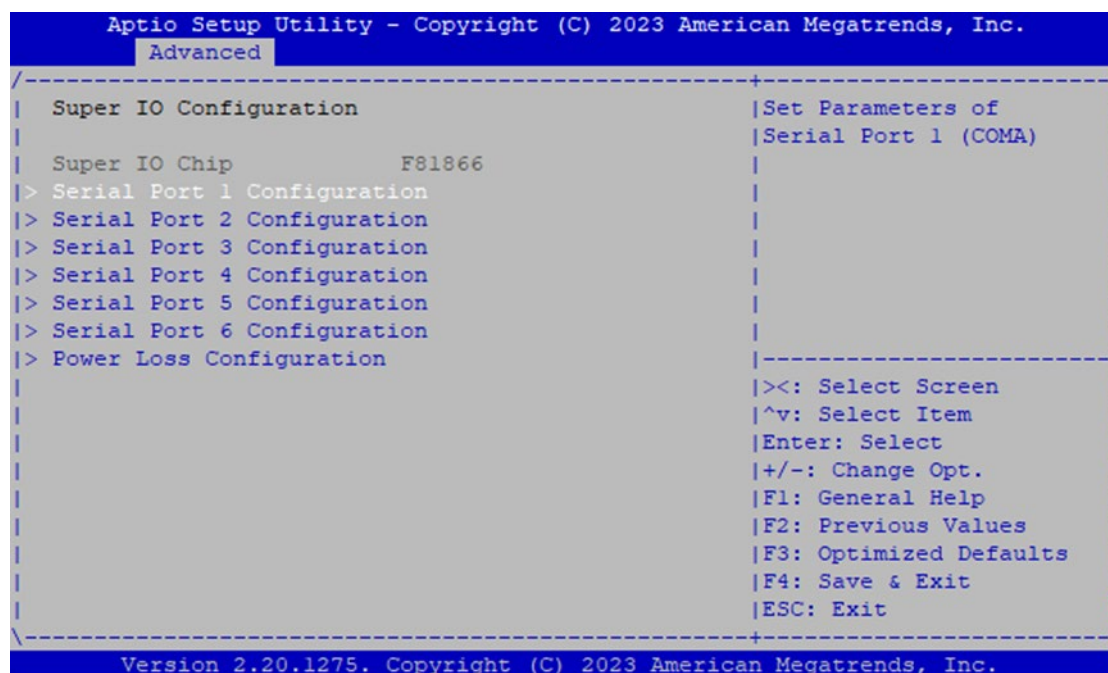 Aptio Setup Utility - Copyright (C) 2023 American Megatrends, Inc.
Advanced
Super IO Configuration
Super IO Chip F81866
> Serial Port 1 Configuration
> Serial Port 2 Configuration
> Serial Port 3 Configuration
> Serial Port 4 Configuration
> Serial Port 5 Configuration
> Serial Port 6 Configuration
> Power Loss Configuration
Set Parameters of
Serial Port 1 (COMA)
><: Select Screen
^v: Select Item
Enter: Select
+/-: Change Opt.
F1: General Help
F2: Previous Values
F3: Optimized Defaults
F4: Save & Exit
ESC: Exit
Version 2.20.1275. Copyright (C) 2023 American Megatrends, Inc.